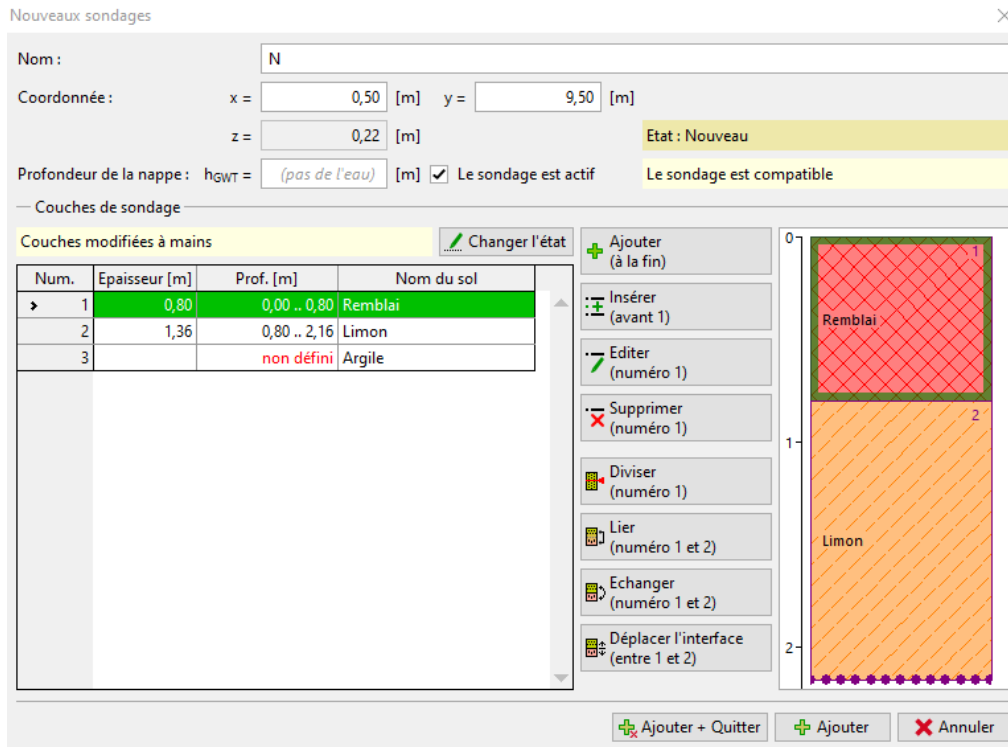 Nouveaux sondages
Nom :
N
Coordonnée : x = 0,50 [m] y = 9,50 [m]
z = 0,22 [m]
Etat : Nouveau
Profondeur de la nappe : hGWT = (pas de l'eau) [m] Le sondage est actif
Le sondage est compatible
Couches de sondage
Couches modifiées à mains
Changer l'état
Num. Epaisseur [m] Prof. [m] Nom du sol
1 0,80 0,00 .. 0,80 Remblai
2 1,36 0,80 .. 2,16 Limon
3 non défini Argile
Ajouter
(à la fin)
Insérer
(avant 1)
Editer
(numéro 1)
Supprimer
(numéro 1)
Diviser
(numéro 1)
Lier
(numéro 1 et 2)
Echanger
(numéro 1 et 2)
Déplacer l'interface
(entre 1 et 2)
0
1
Remblai
2
1
Limon
2
Ajouter + Quitter
Ajouter
Annuler